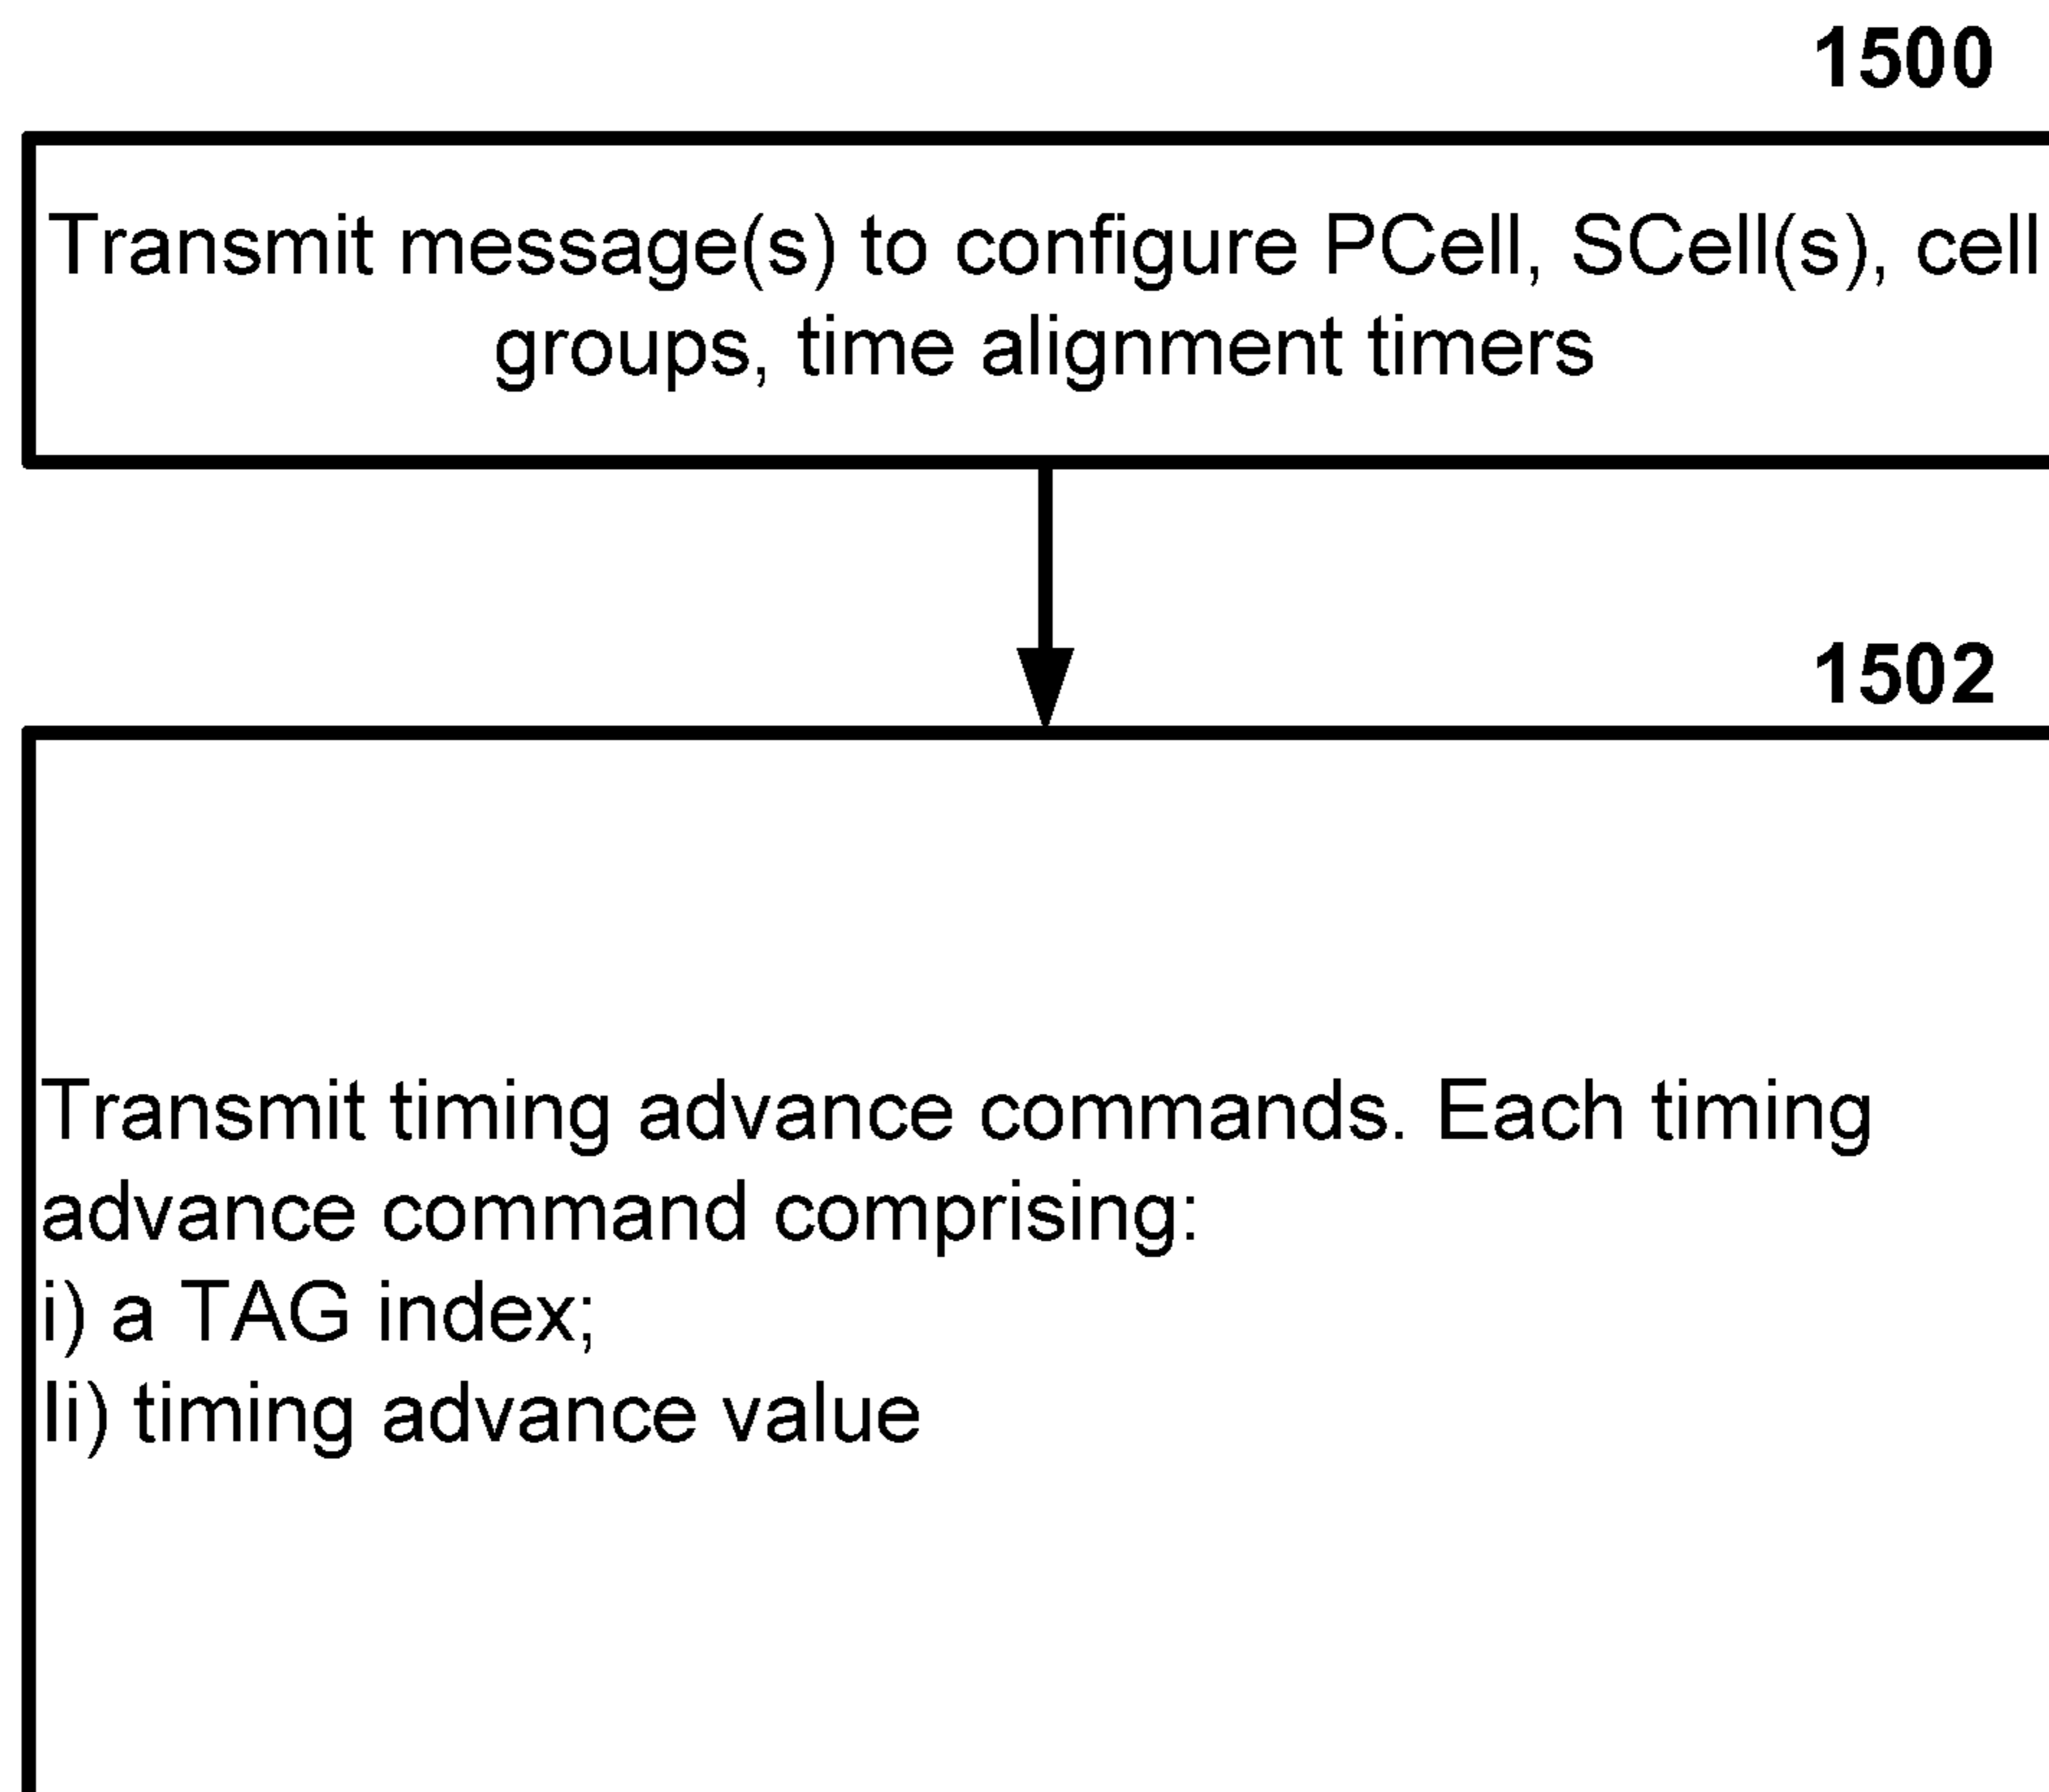 1500
Transmit message(s) to configure PCell, SCell(s), cell
groups, time alignment timers
1502
Transmit timing advance commands. Each timing
advance command comprising:
i) a TAG index;
Ii) timing advance value